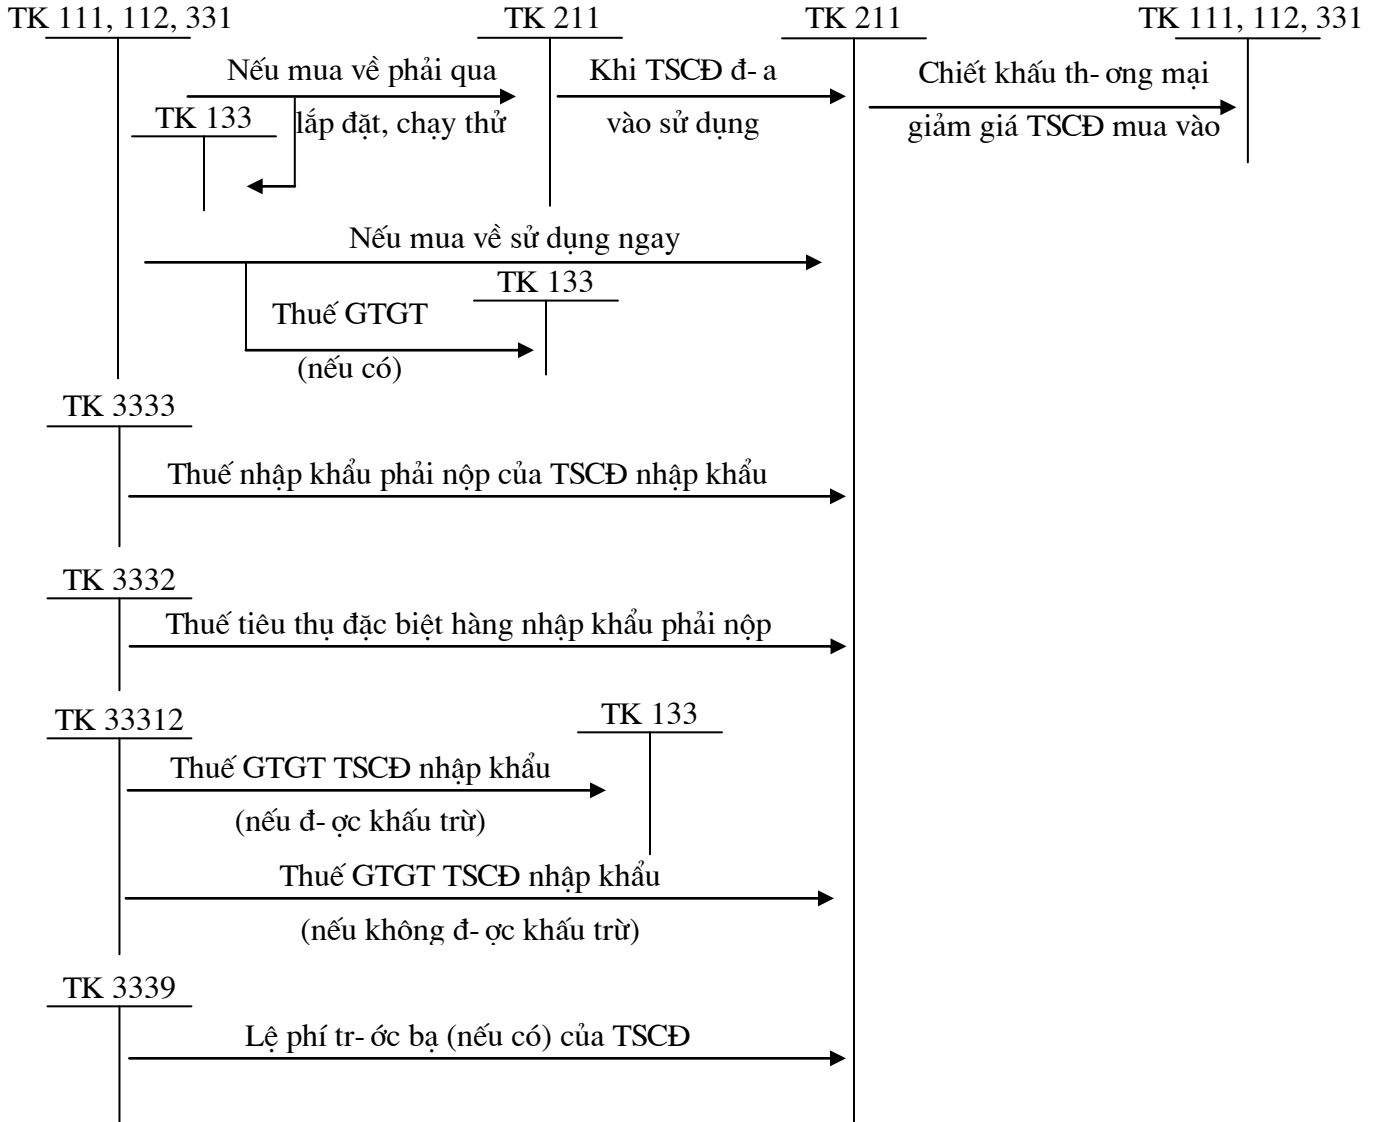 TK 111, 112, 331
TK 211
TK 211
TK 111, 112, 331
Nếu mua về phải qua
Khi TSCĐ đ- a
Chiết khấu th- ơng mại
TK 133
lắp đặt, chạy thử
vào sử dụng
giảm giá TSCĐ mua vào
Nếu mua về sử dụng ngay
TK 133
Thuế GTGT
(nếu có)
TK 3333
Thuế nhập khẩu phải nộp của TSCĐ nhập khẩu
TK 3332
Thuế tiêu thụ đặc biệt hàng nhập khẩu phải nộp
TK 33312
TK 133
Thuế GTGT TSCĐ nhập khẩu
(nếu đ- ợc khấu trừ)
Thuế GTGT TSCĐ nhập khẩu
(nếu không đ- ợc khấu trừ)
TK 3339
Lệ phí tr- ớc bạ (nếu có) của TSCĐ